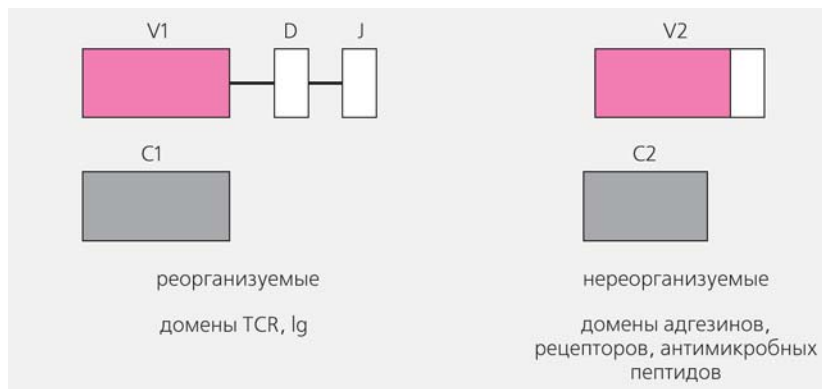 V1 D J
V2
C1
C2
реорганизуемые
нереорганизуемые
домены TCR, Ig
домены адгезинов,
рецепторов, антимикробных
пептидов